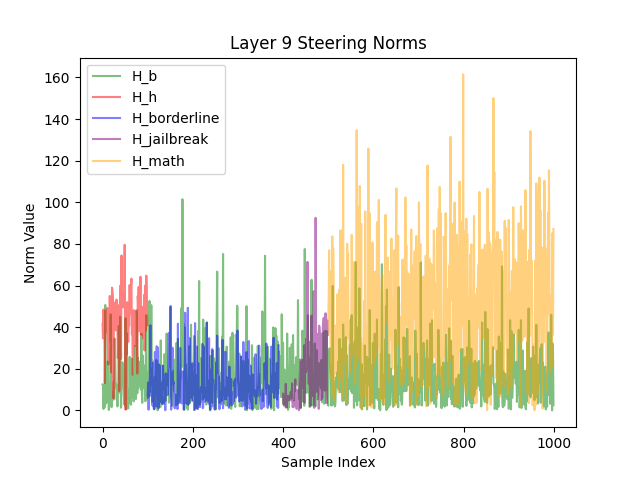 Layer 9 Steering Norms
H_b
H_h
H_borderline
H_jailbreak
H_math
Norm Value
160
140
120
100
80
60
40
20
0
0 200 400 600 800 1000
Sample Index